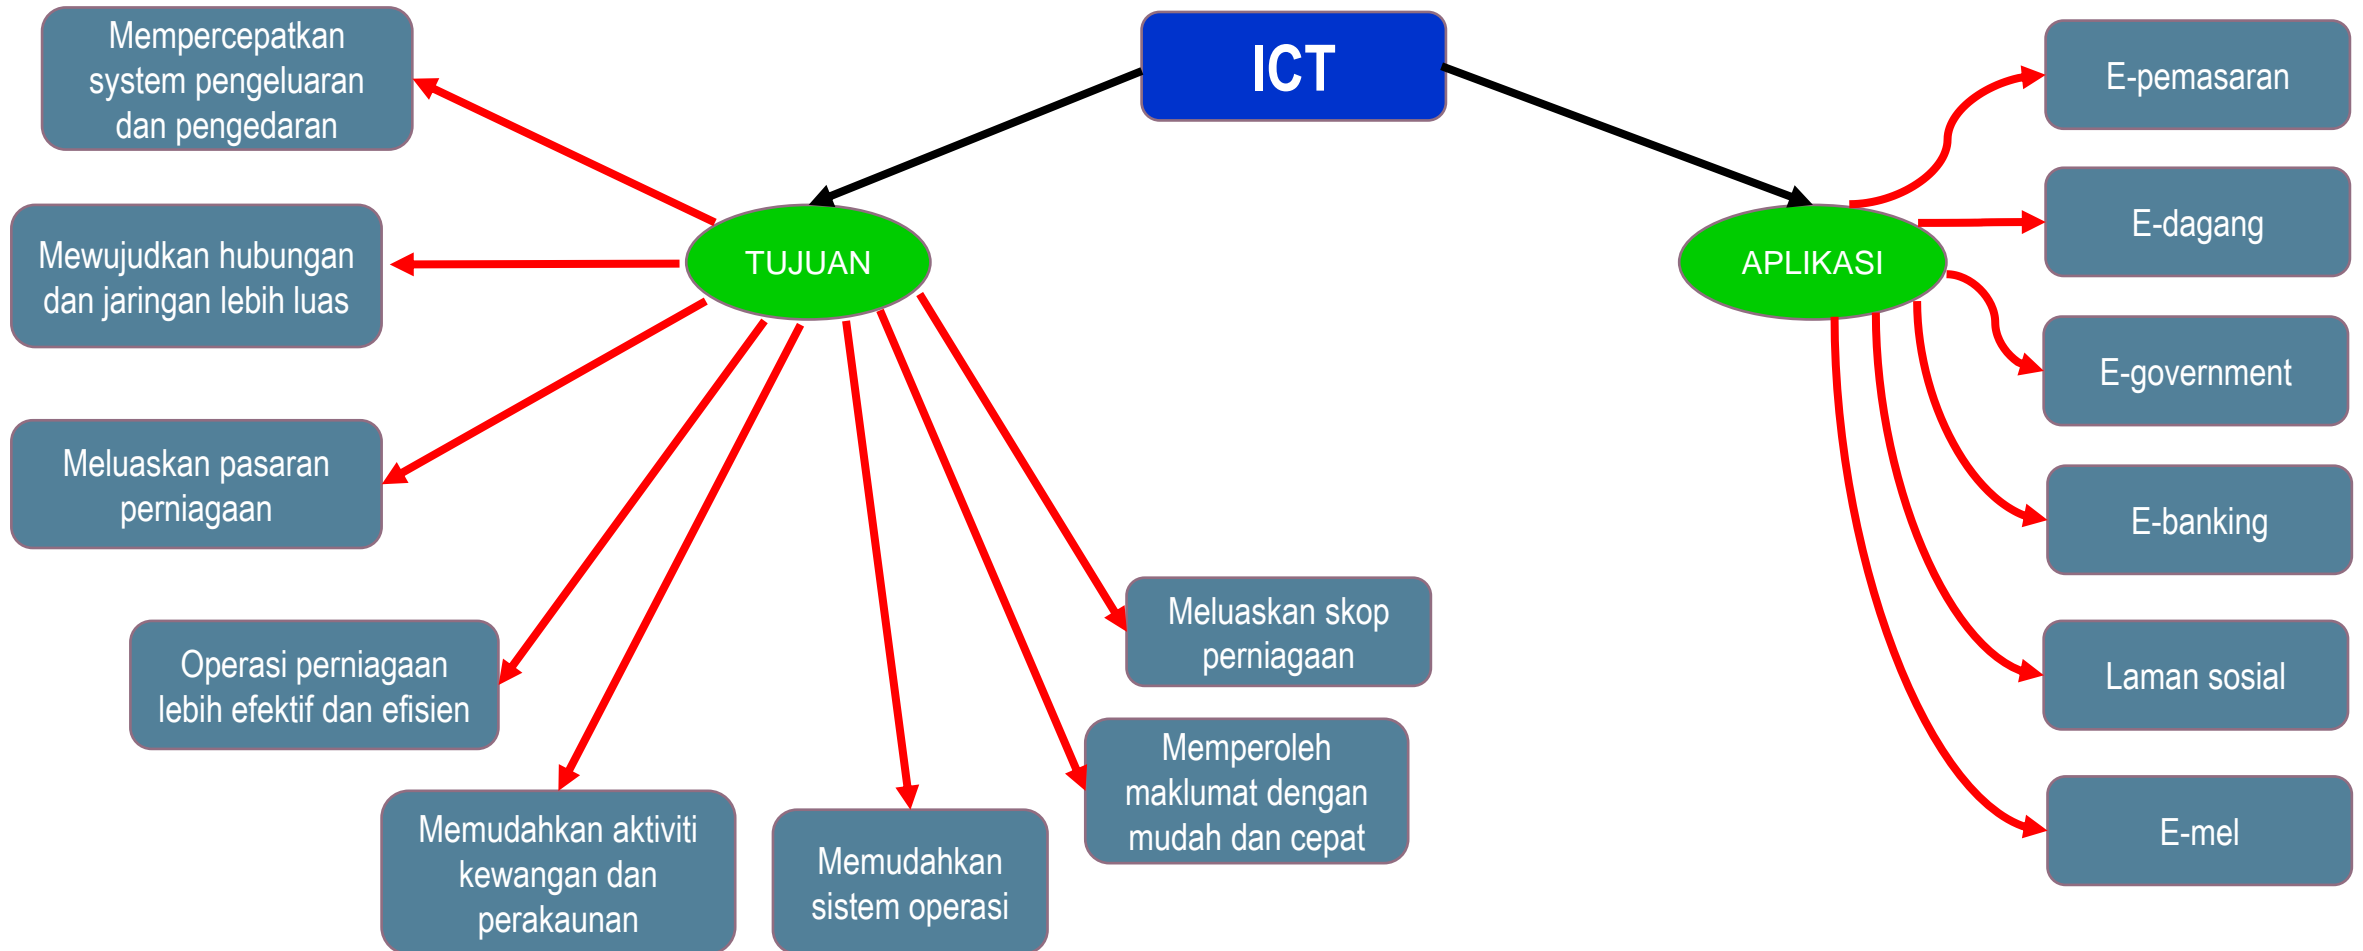 ICT
TUJUAN
Mempercepatkan
system pengeluaran
dan pengedaran
Mewujudkan hubungan
dan jaringan lebih luas
Meluaskan pasaran
perniagaan
Operasi perniagaan
lebih efektif dan efisien
Memudahkan aktiviti
kewangan dan
perakaunan
Memudahkan
sistem operasi
Memperoleh
maklumat dengan
mudah dan cepat
Meluaskan skop
perniagaan
APLIKASI
E-pemasaran
E-dagang
E-government
E-banking
Laman sosial
E-mel